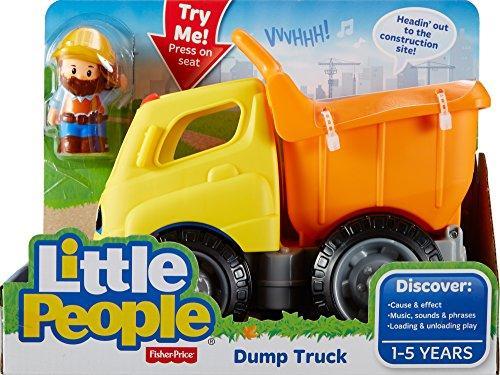 Try
Me!
Press on
seat
VVVHHH!
Headin' out
to the
construction
site!
Little
People
Fisher-Price
Dump Truck
Discover:
•Cause & effect
•Music, sounds & phrases
•Loading & unloading play
1-5 YEARS